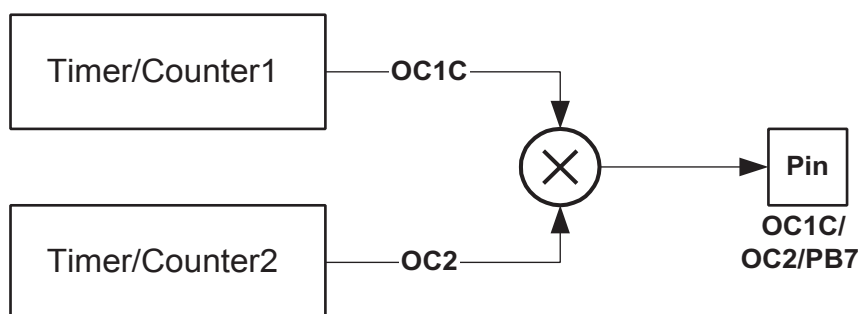 Timer/Counter1
OC1C
Pin
OC1C/
OC2/PB7
Timer/Counter2
OC2